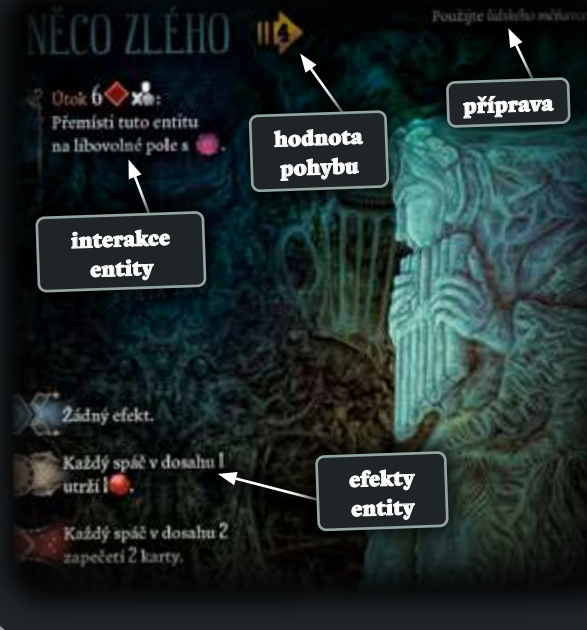 NĚCO ZLÉHO 4
Použijte lidského
příprava
Útok 6 x :
Přemísti tuto entitu
na libovolné pole s .
hodnota
pohybu
interakce
entity
Žádný efekt.
Každý spáč v dosahu 1
utrží 1 .
efekty
entity
Každý spáč v dosahu 2
zapečetí 2 karty.